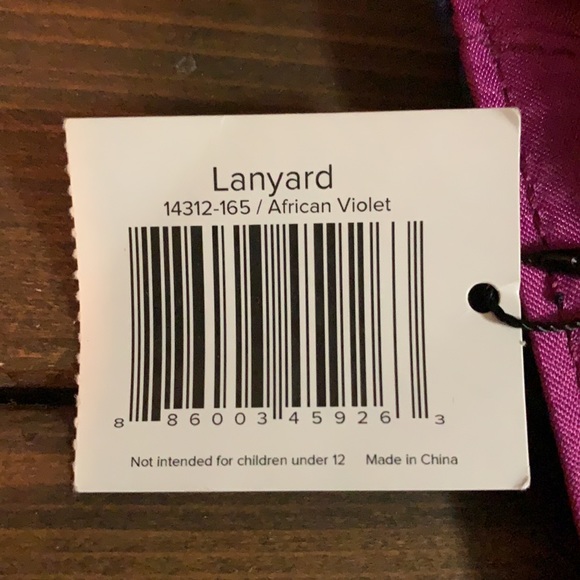 Lanyard
14312-165 / African Violet
8 86003 45926 3
Not intended for children under 12 Made in China